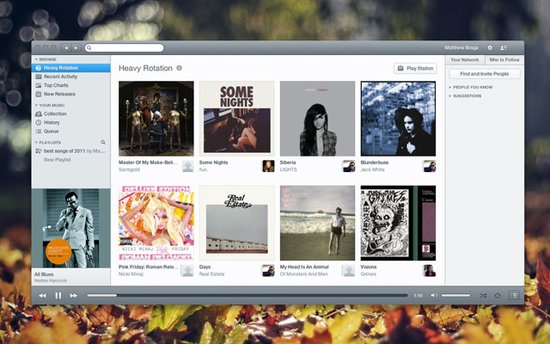 Matthew Braga
BROWSE
Heavy Rotation
Recent Activity
Top Charts
New Releases
YOUR MUSIC
Collection
History
Queue
PLAYLISTS
best songs of 2011 by Ma...
New Playlist
All Blues
Herbie Hancock
Heavy Rotation
Play Station
SOME
NIGHTS
Master Of My Make-Beli...
Santigold
Some Nights
fun.
Siberia
LIGHTS
Blunderbuss
Jack White
DELUXE EDITION
NICKI MINAJ
Real
Estate
Pink Friday: Roman Relo...
Nicki Minaj
Days
Real Estate
My Head Is An Animal
Of Monsters And Men
Visions
Grimes
Your Network
Who to Follow
Find and Invite People
PEOPLE YOU KNOW
SUGGESTIONS